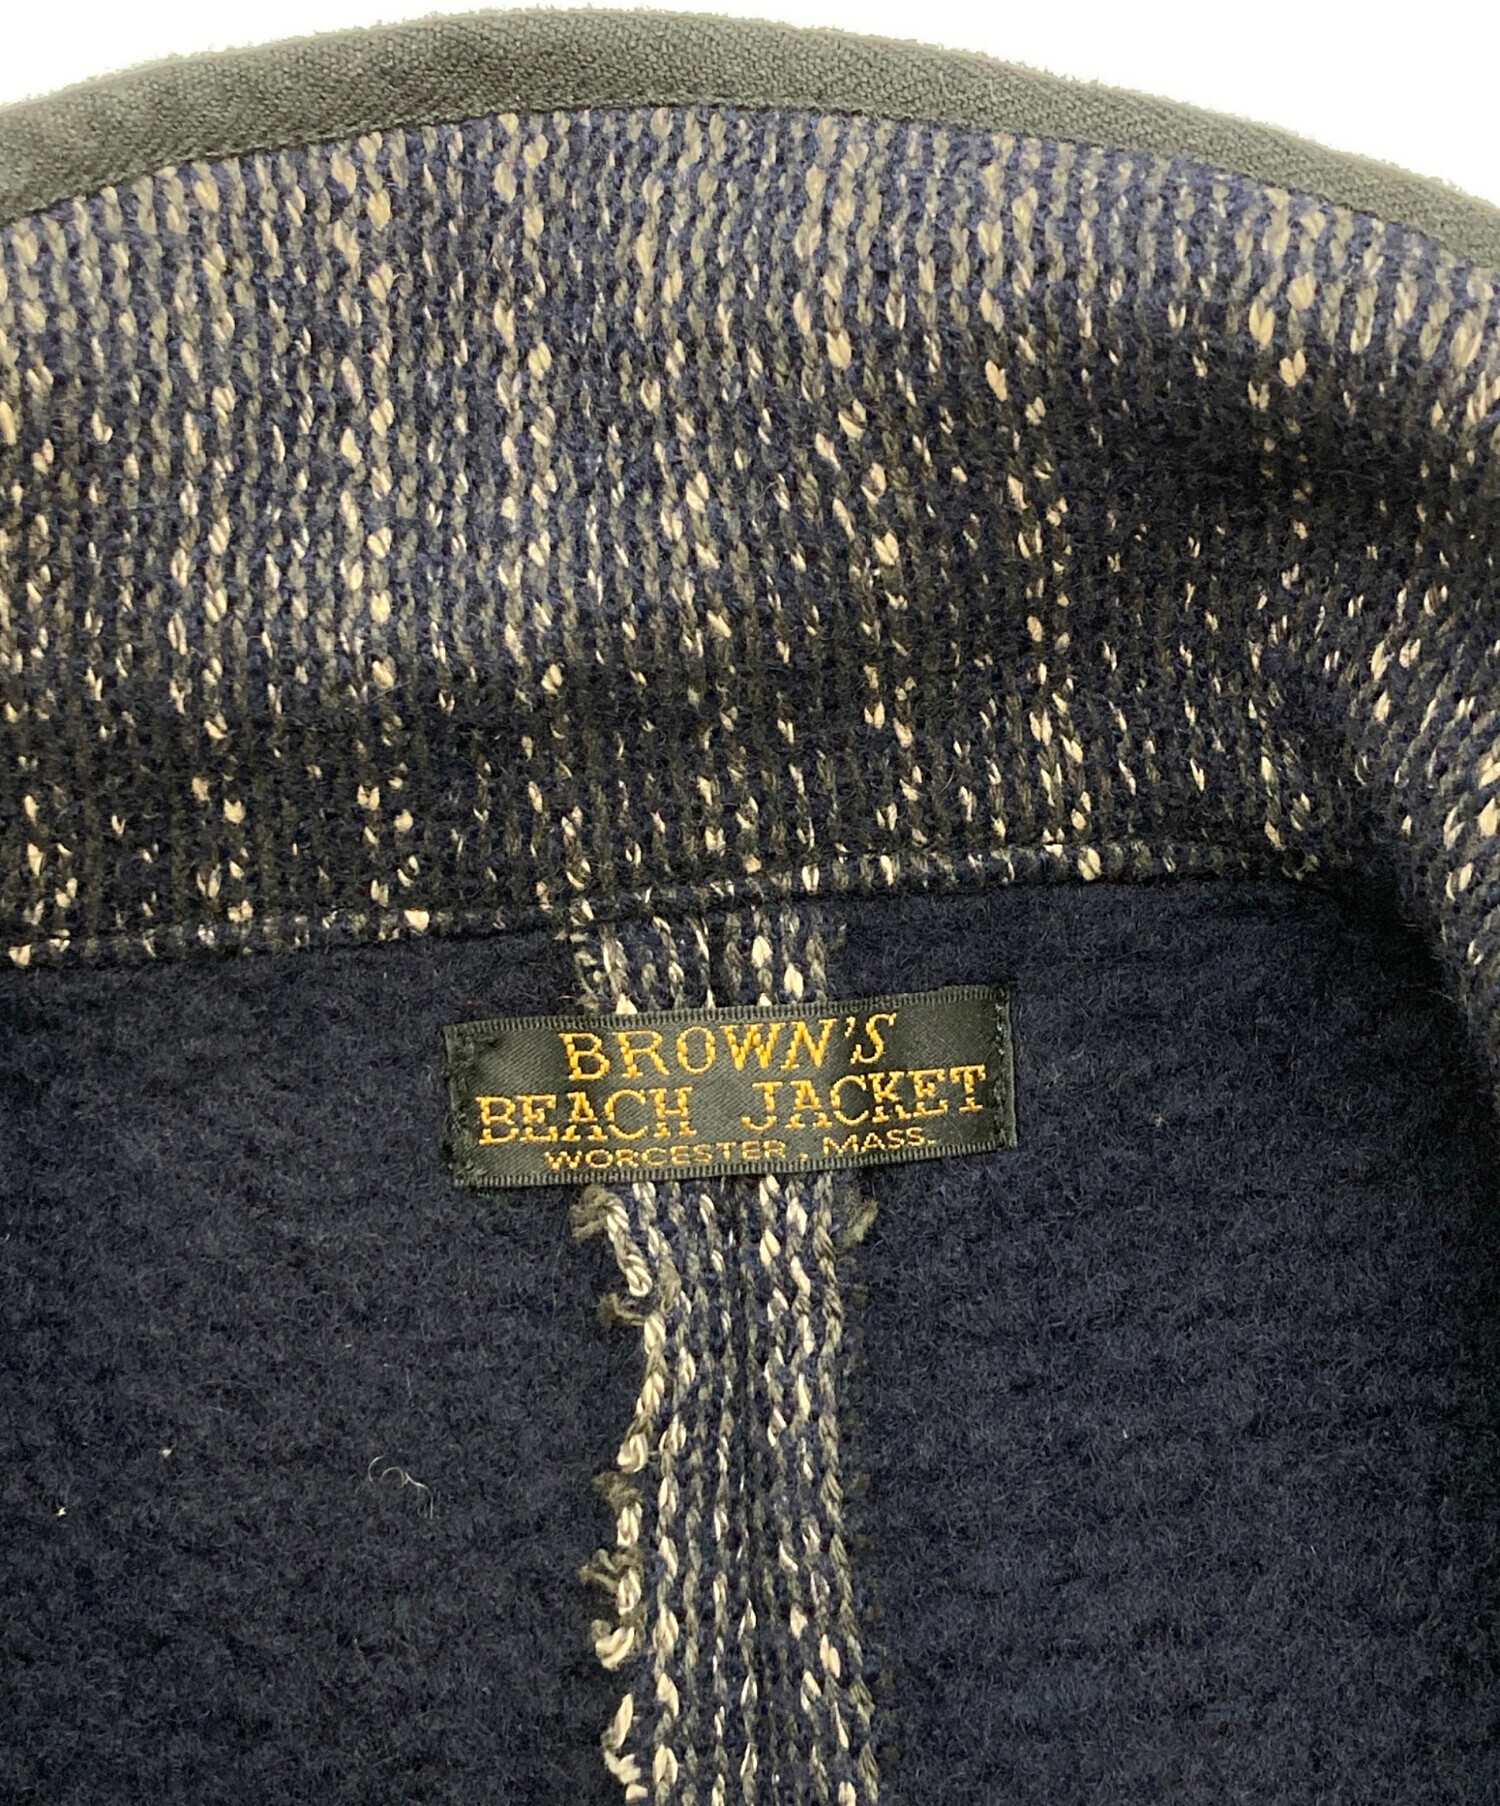 BROWN'S
BEACH JACKET
WORCESTER, MASS.